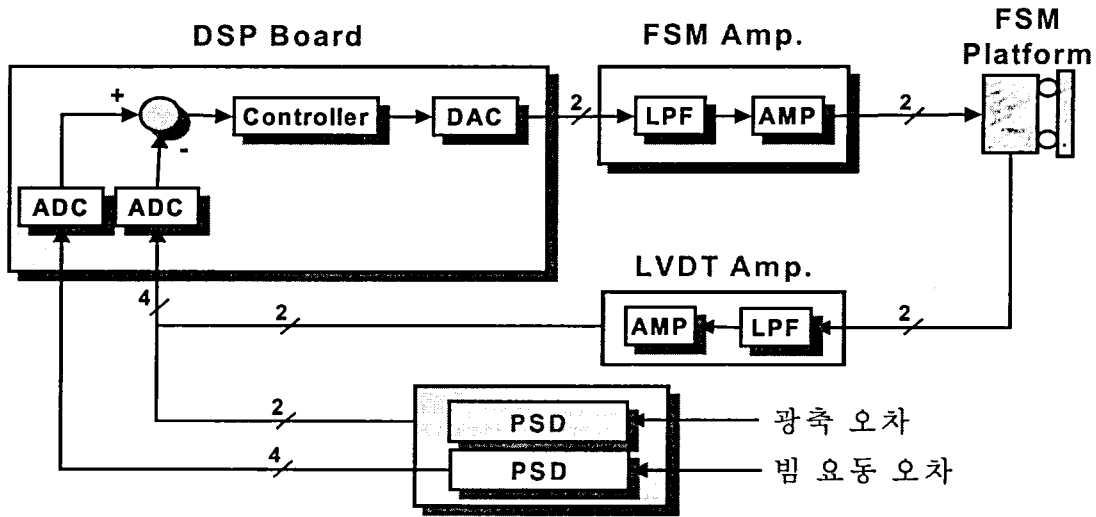 DSP Board
FSM Amp.
FSM
Platform
+
-
Controller
DAC
2
LPF
AMP
2
ADC
ADC
LVDT Amp.
4
2
AMP
LPF
2
2
PSD
광축 오차
4
PSD
빔 요동 오차